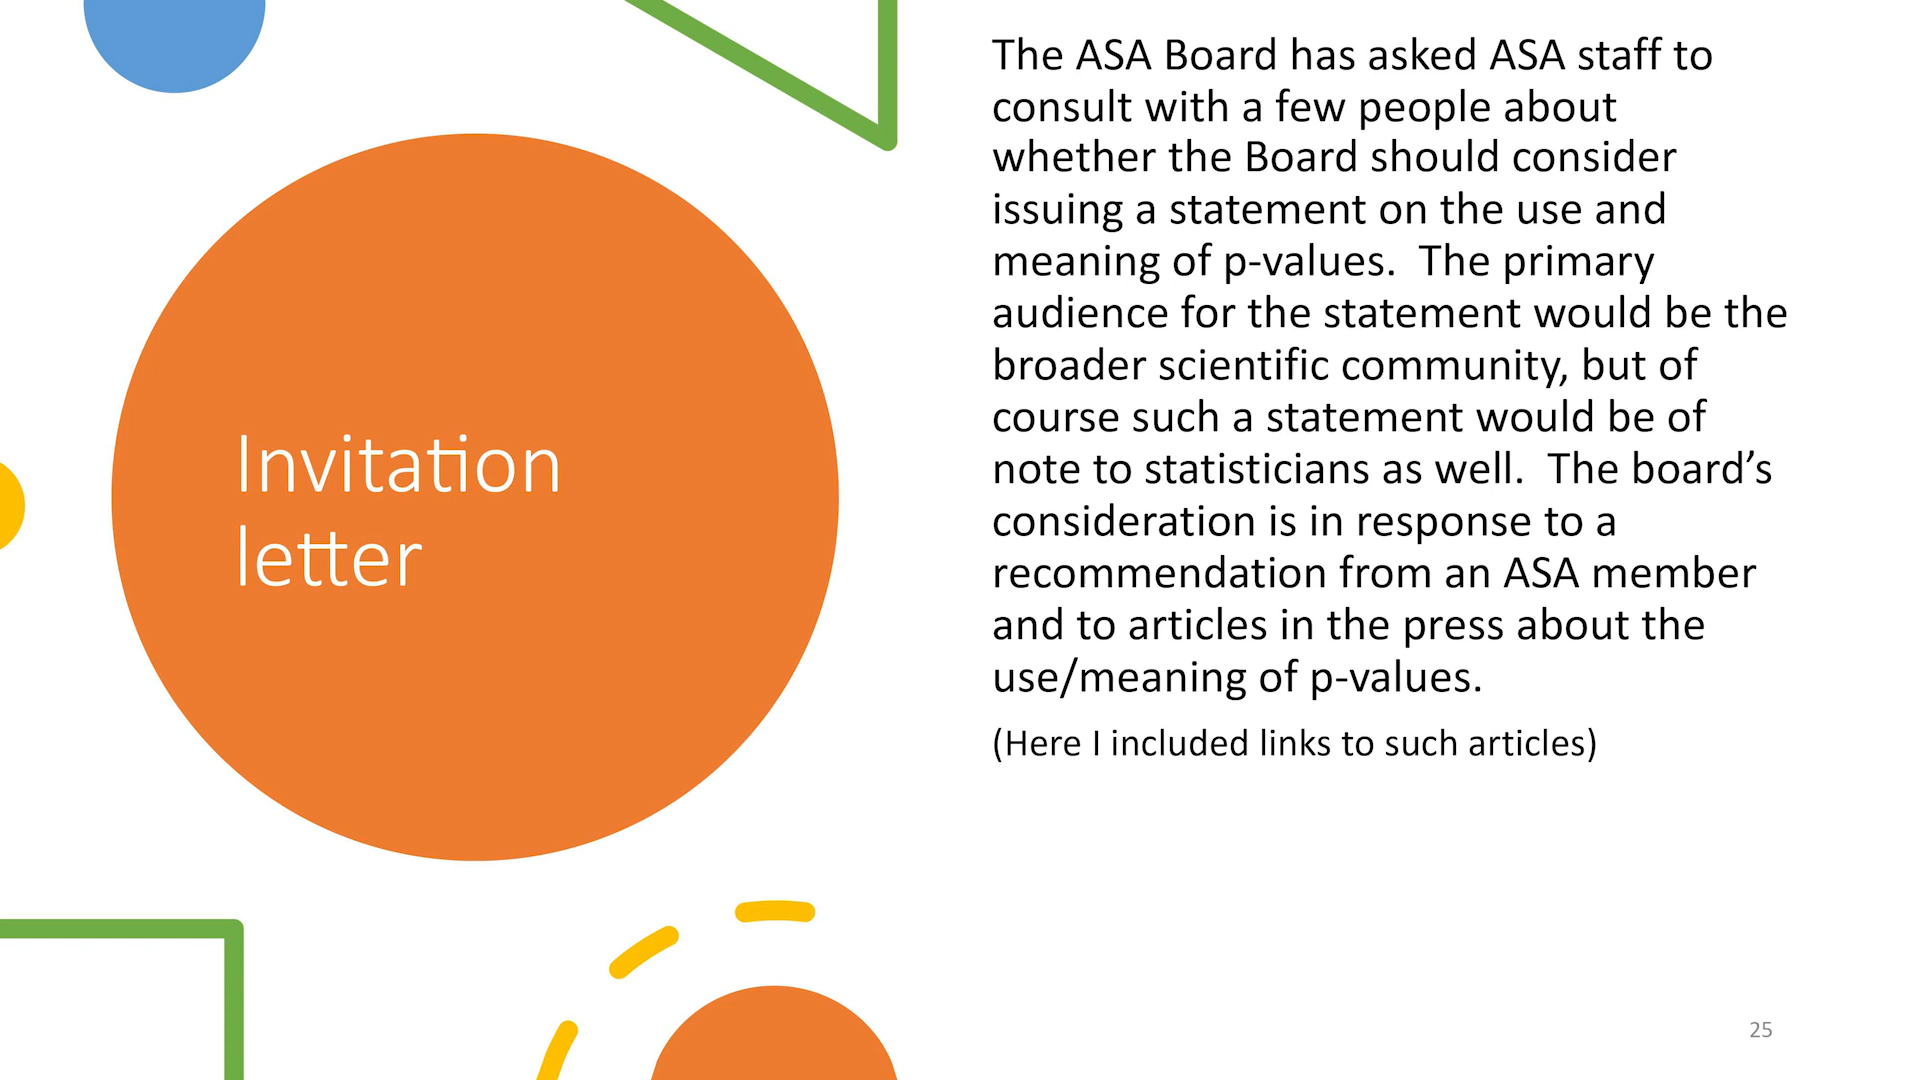 Invitation
letter
The ASA Board has asked ASA staff to
consult with a few people about
whether the Board should consider
issuing a statement on the use and
meaning of p-values.  The primary
audience for the statement would be the
broader scientific community, but of
course such a statement would be of
note to statisticians as well.  The board’s
consideration is in response to a
recommendation from an ASA member
and to articles in the press about the
use/meaning of p-values.
(Here I included links to such articles)
25